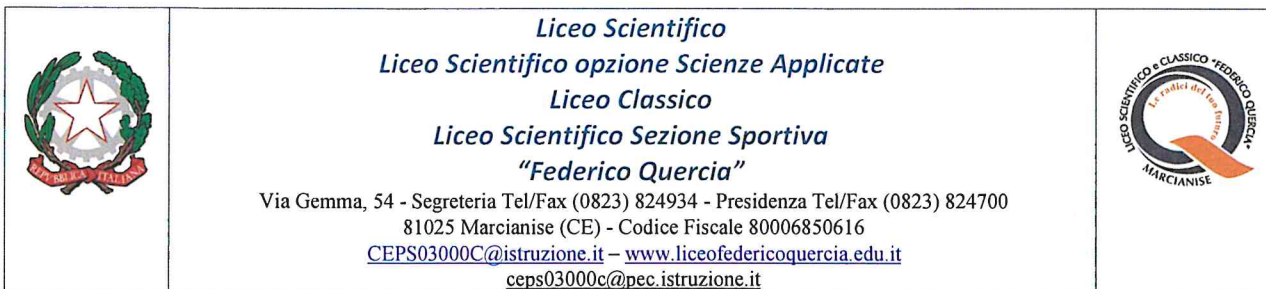 REPUBBLICA ITALIANA
Liceo Scientifico
Liceo Scientifico opzione Scienze Applicate
Liceo Classico
Liceo Scientifico Sezione Sportiva
“Federico Quercia”
Via Gemma, 54 - Segreteria Tel/Fax (0823) 824934 - Presidenza Tel/Fax (0823) 824700
81025 Marcianise (CE) - Codice Fiscale 80006850616
CEPS03000C@istruzione.it – www.liceofedericoquercia.edu.it
ceps03000c@pec.istruzione.it
LICEO SCIENTIFICO e CLASSICO "FEDERICO QUERCIA"
Le radici del tuo futuro
MARCIANISE